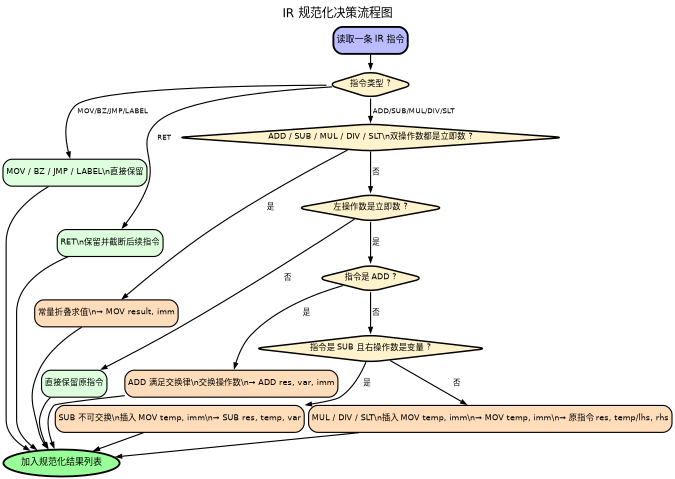 IR 规范化决策流程图
读取一条 IR 指令
指令类型 ?
MOV/BZ/JMP/LABEL
ADD/SUB/MUL/DIV/SLT
RET
ADD / SUB / MUL / DIV / SLT\n双操作数都是立即数 ?
MOV / BZ / JMP / LABEL\n直接保留
否
是
左操作数是立即数 ?
RET\n保留并截断后续指令
是
否
指令是 ADD ?
常量折叠求值\n→ MOV result, imm
是
否
指令是 SUB 且右操作数是变量 ?
直接保留原指令
ADD 满足交换律\n交换操作数\n→ ADD res, var, imm
是
否
SUB 不可交换\n插入 MOV temp, imm\n→ SUB res, temp, var
MUL / DIV / SLT\n插入 MOV temp, imm\n→ MOV temp, imm\n→ 原指令 res, temp/lhs, rhs
加入规范化结果列表